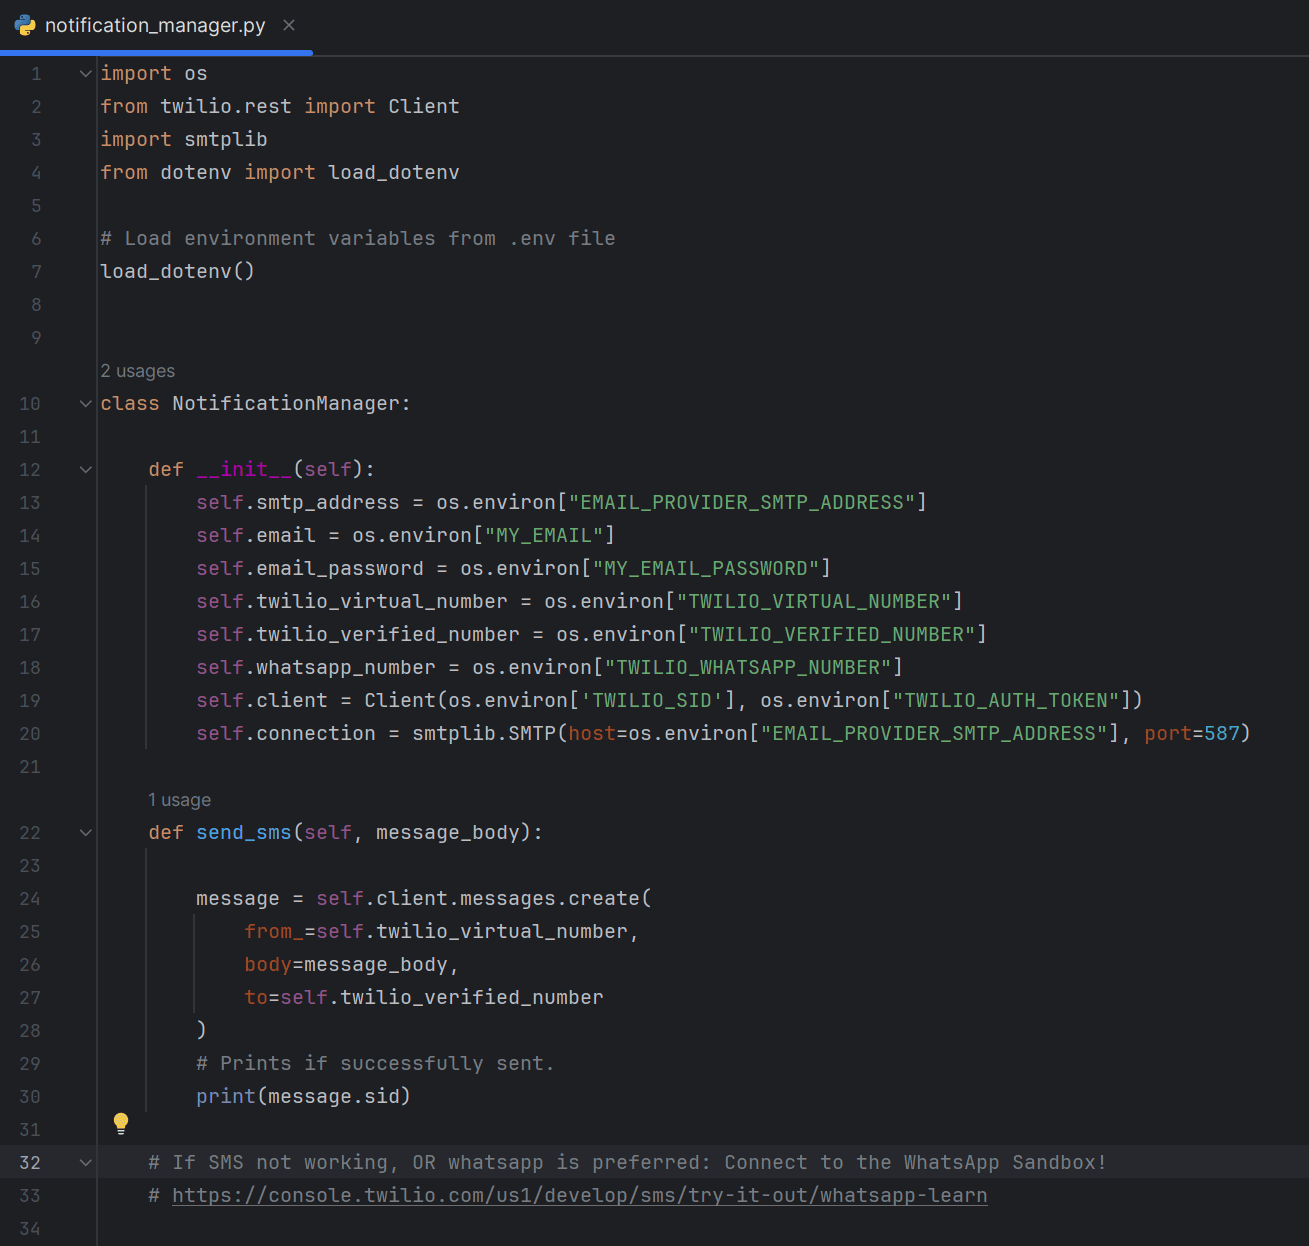 notification_manager.py
1 import os
2 from twilio.rest import Client
3 import smtplib
4 from dotenv import load_dotenv
5
6 # Load environment variables from .env file
7 load_dotenv()
8
9
2 usages
10 class NotificationManager:
11
12     def __init__(self):
13         self.smtp_address = os.environ["EMAIL_PROVIDER_SMTP_ADDRESS"]
14         self.email = os.environ["MY_EMAIL"]
15         self.email_password = os.environ["MY_EMAIL_PASSWORD"]
16         self.twilio_virtual_number = os.environ["TWILIO_VIRTUAL_NUMBER"]
17         self.twilio_verified_number = os.environ["TWILIO_VERIFIED_NUMBER"]
18         self.whatsapp_number = os.environ["TWILIO_WHATSAPP_NUMBER"]
19         self.client = Client(os.environ['TWILIO_SID'], os.environ["TWILIO_AUTH_TOKEN"])
20         self.connection = smtplib.SMTP(host=os.environ["EMAIL_PROVIDER_SMTP_ADDRESS"], port=587)
21
1 usage
22     def send_sms(self, message_body):
23
24         message = self.client.messages.create(
25             from_=self.twilio_virtual_number,
26             body=message_body,
27             to=self.twilio_verified_number
28         )
29         # Prints if successfully sent.
30         print(message.sid)
31
32     # If SMS not working, OR whatsapp is preferred: Connect to the WhatsApp Sandbox!
33     # https://console.twilio.com/us1/develop/sms/try-it-out/whatsapp-learn
34